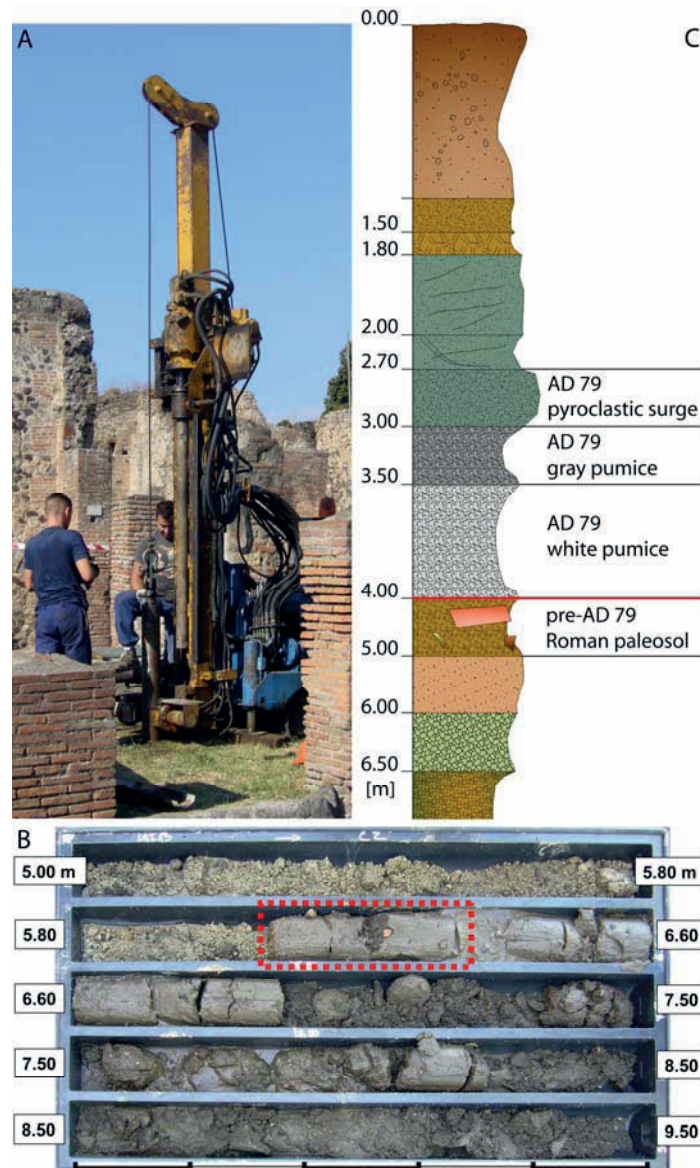 A
C
0.00
1.50
1.80
2.00
2.70
AD 79
pyroclastic surge
3.00
AD 79
gray pumice
3.50
AD 79
white pumice
4.00
pre-AD 79
Roman paleosol
5.00
6.00
6.50
[m]
B
5.00 m
5.80 m
5.80
6.60
6.60
7.50
7.50
8.50
8.50
9.50